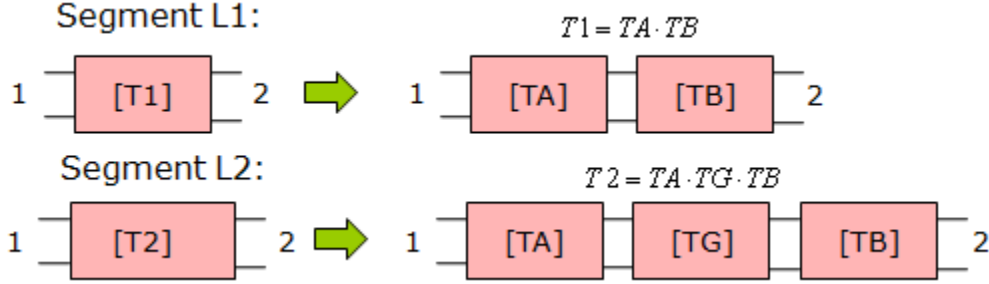 Segment L1:
T1 = TA · TB
1 [T1] 2 1 [TA] [TB] 2
Segment L2:
T2 = TA · TG · TB
1 [T2] 2 1 [TA] [TG] [TB] 2